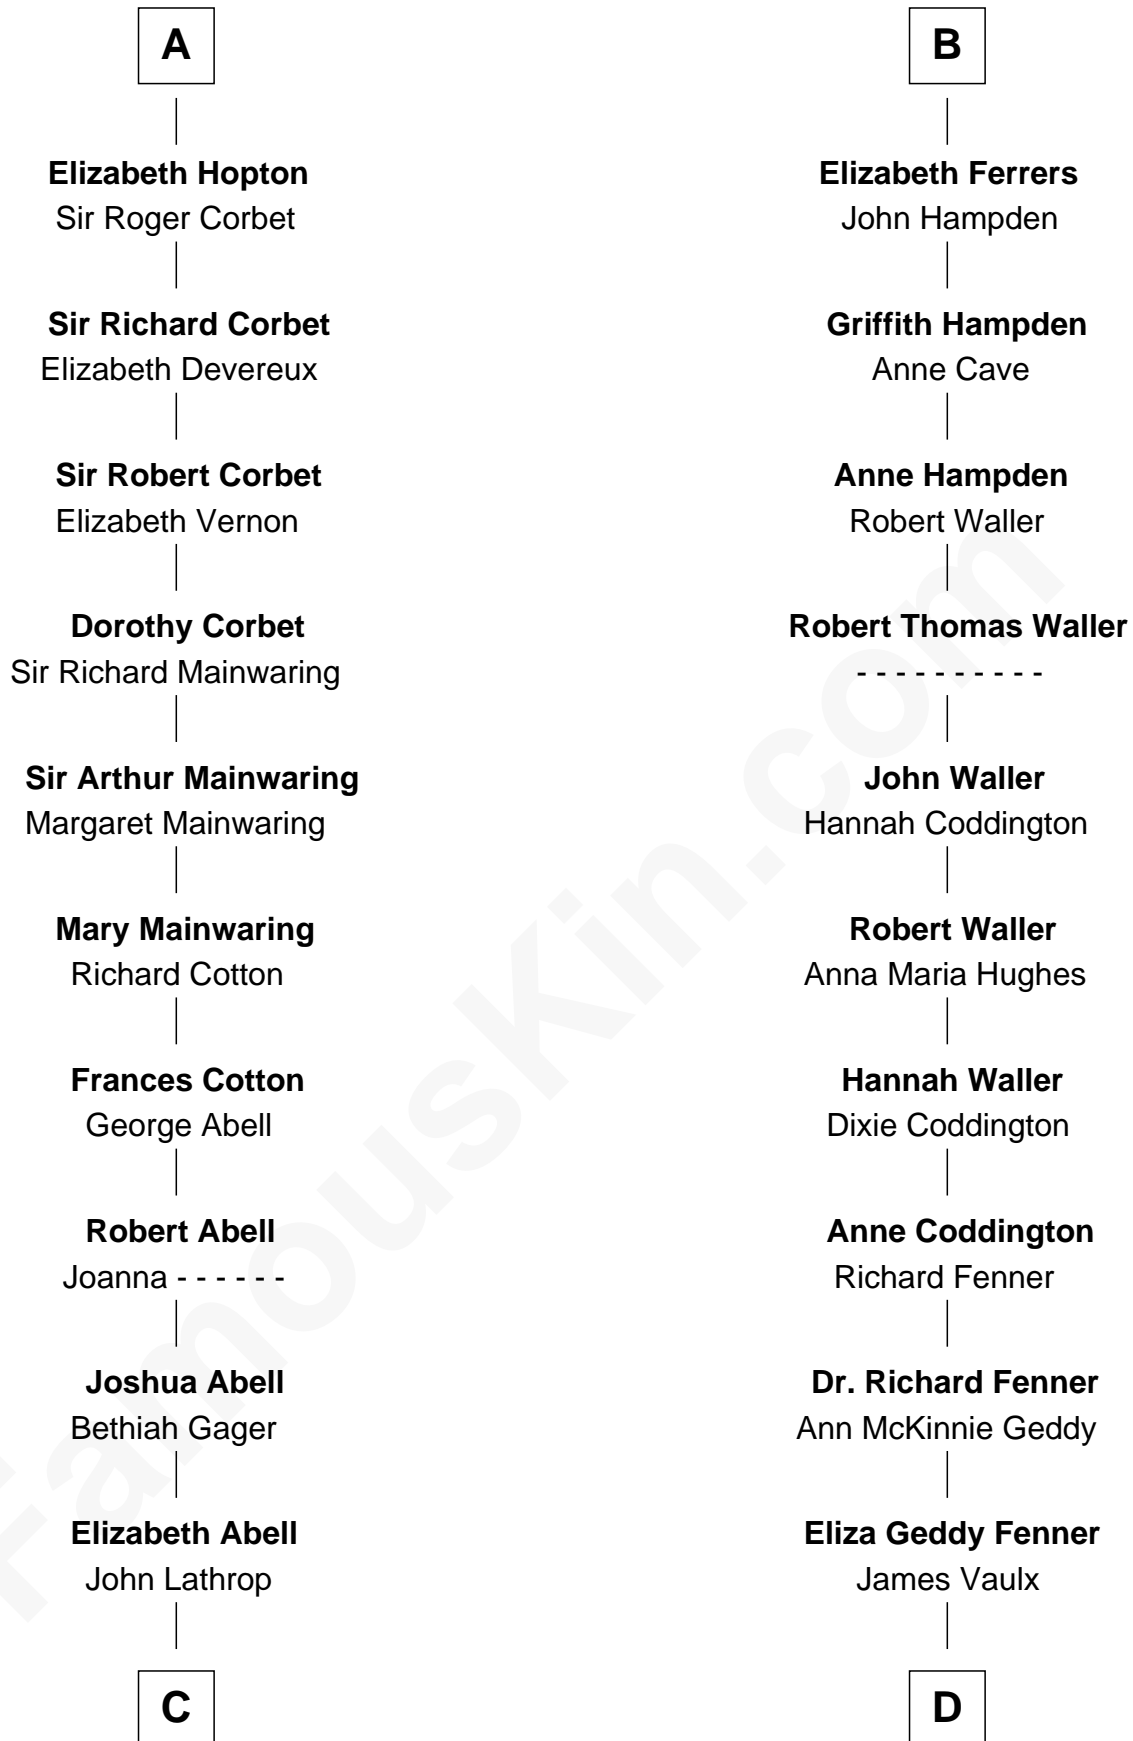 A
Elizabeth Hopton
Sir Roger Corbet
Sir Richard Corbet
Elizabeth Devereux
Sir Robert Corbet
Elizabeth Vernon
Dorothy Corbet
Sir Richard Mainwaring
Sir Arthur Mainwaring
Margaret Mainwaring
Mary Mainwaring
Richard Cotton
Frances Cotton
George Abell
Robert Abell
Joanna - - - - - -
Joshua Abell
Bethiah Gager
Elizabeth Abell
John Lathrop
C
B
Elizabeth Ferrers
John Hampden
Griffith Hampden
Anne Cave
Anne Hampden
Robert Waller
Robert Thomas Waller
- - - - - - - - - -
John Waller
Hannah Coddington
Robert Waller
Anna Maria Hughes
Hannah Waller
Dixie Coddington
Anne Coddington
Richard Fenner
Dr. Richard Fenner
Ann McKinnie Geddy
Eliza Geddy Fenner
James Vaulx
D
FamousKin.com